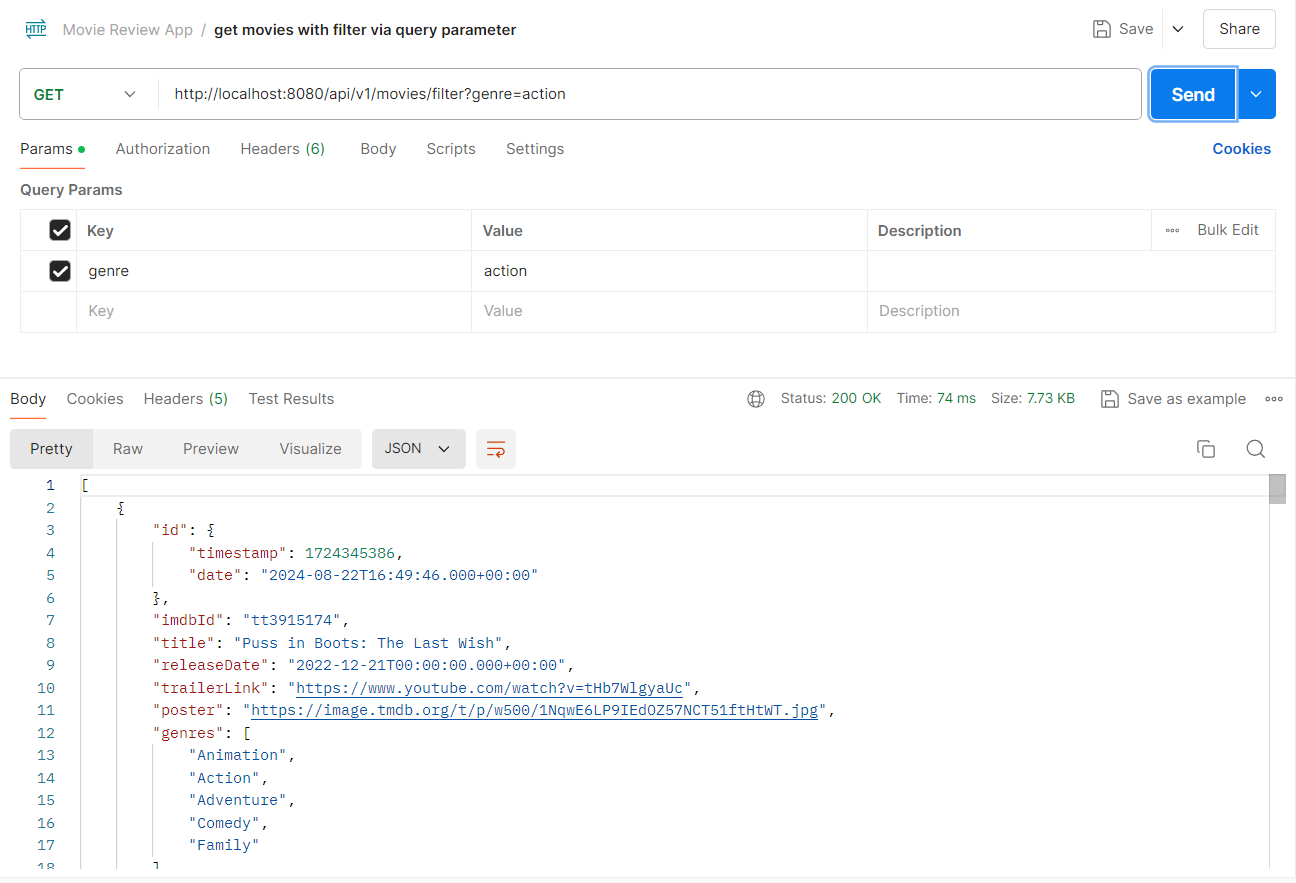 HTTP Movie Review App / get movies with filter via query parameter Save Share
GET http://localhost:8080/api/v1/movies/filter?genre=action Send
Params Authorization Headers (6) Body Scripts Settings Cookies
Query Params
Key Value Description Bulk Edit
genre action
Key Value Description
Body Cookies Headers (5) Test Results Status: 200 OK Time: 74 ms Size: 7.73 KB Save as example
Pretty Raw Preview Visualize JSON
1 [
2 {
3 "id": {
4 "timestamp": 1724345386,
5 "date": "2024-08-22T16:49:46.000+00:00"
6 },
7 "imdbId": "tt3915174",
8 "title": "Puss in Boots: The Last Wish",
9 "releaseDate": "2022-12-21T00:00:00.000+00:00",
10 "trailerLink": "https://www.youtube.com/watch?v=tHb7WlgyaUc",
11 "poster": "https://image.tmdb.org/t/p/w500/1NqwE6LP9IEdOZ57NCT51ftHtWT.jpg",
12 "genres": [
13 "Animation",
14 "Action",
15 "Adventure",
16 "Comedy",
17 "Family"
18 ]